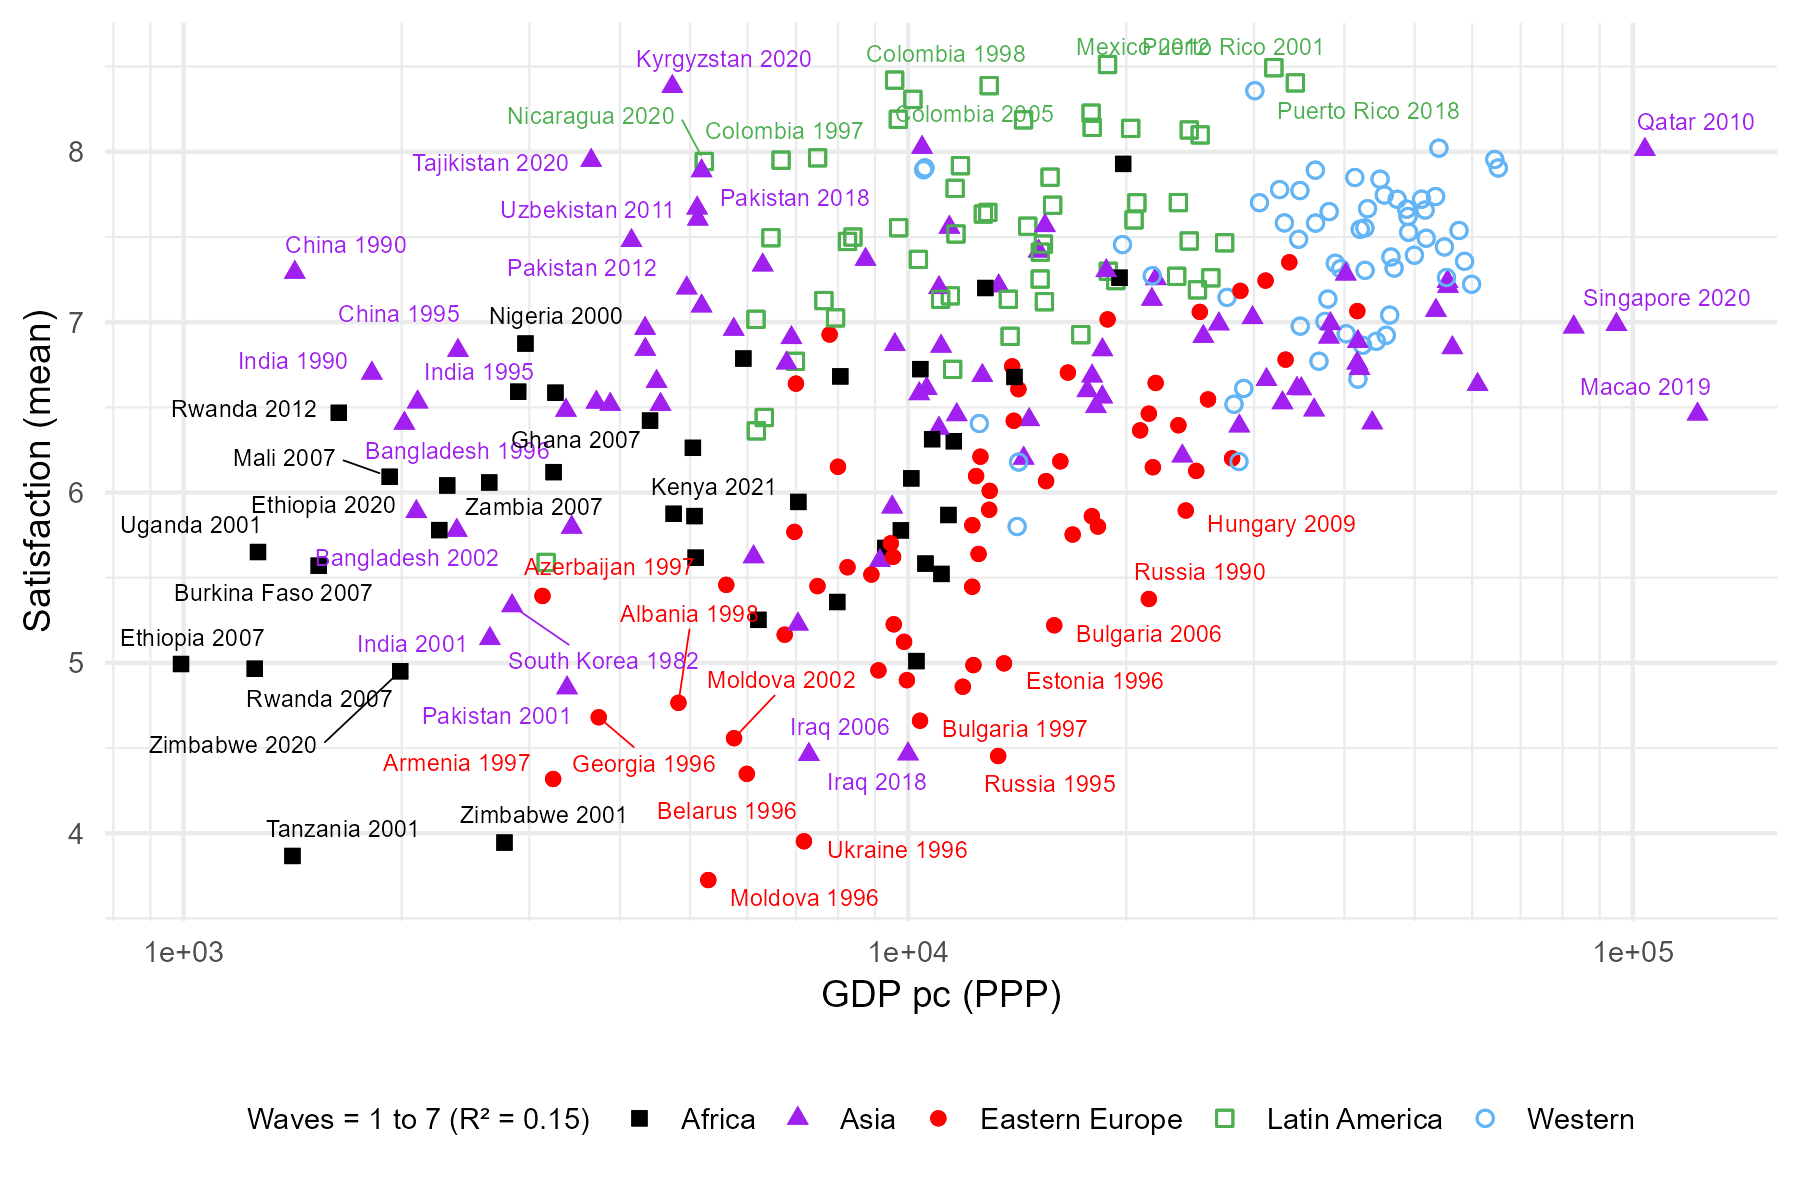 Mexico 2012
Puerto Rico 2001
Colombia 1998
Kyrgyzstan 2020
Puerto Rico 2018
Nicaragua 2020
Colombia 2005
Qatar 2010
Colombia 1997
8
Tajikistan 2020
Pakistan 2018
Uzbekistan 2011
China 1990
Pakistan 2012
Singapore 2020
China 1995
Nigeria 2000
7
India 1990
India 1995
Macao 2019
Rwanda 2012
Ghana 2007
Bangladesh 1996
Mali 2007
Kenya 2021
6
Ethiopia 2020
Zambia 2007
Uganda 2001
Hungary 2009
Bangladesh 2002
Azerbaijan 1997
Russia 1990
Burkina Faso 2007
Albania 1998
Ethiopia 2007
India 2001
Bulgaria 2006
5
South Korea 1982
Moldova 2002
Estonia 1996
Rwanda 2007
Pakistan 2001
Iraq 2006
Bulgaria 1997
Zimbabwe 2020
Armenia 1997
Georgia 1996
Iraq 2018
Russia 1995
Belarus 1996
Zimbabwe 2001
Tanzania 2001
4
Ukraine 1996
Moldova 1996
Satisfaction (mean)
1e+03
1e+04
1e+05
GDP pc (PPP)
Waves = 1 to 7 (R² = 0.15)
Africa
Asia
Eastern Europe
Latin America
Western